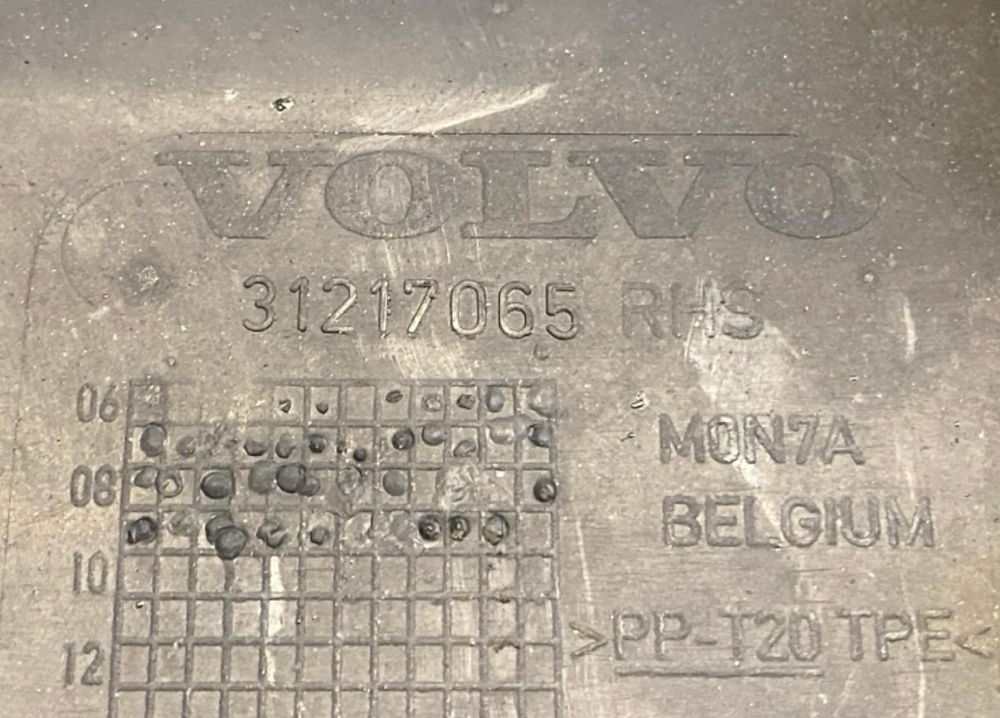 VOLVO
31217065 RHS
06
M0N7A
08
BELGIUM
10
>PP-T20 TPE<
12